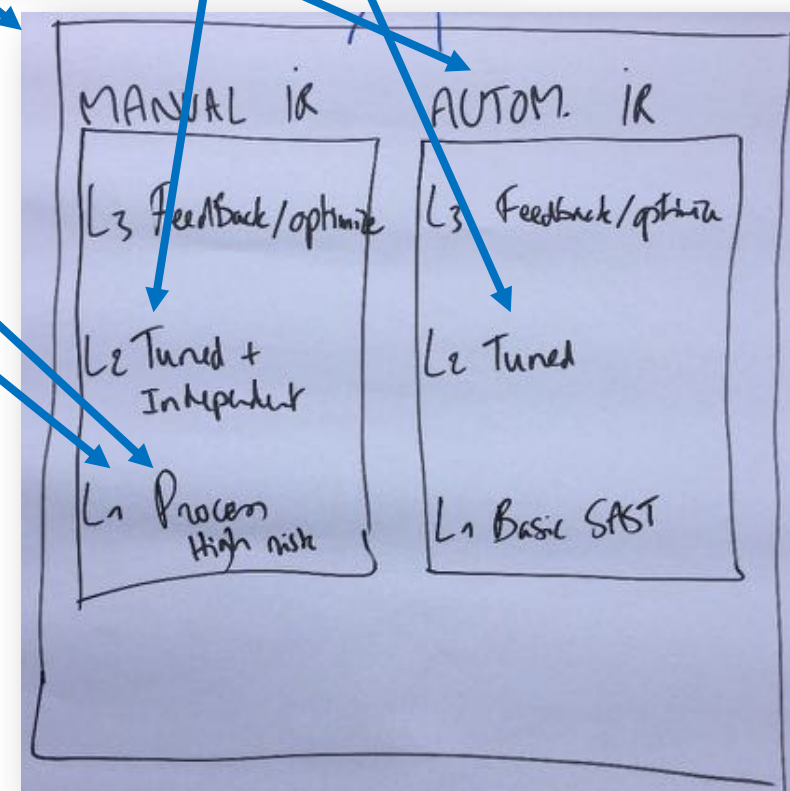 MANUAL IR
L3 Feedback/optimize
L2 Tuned +
Independent
L1 Process
High risk
AUTOM. IR
L3 Feedback/optimize
L2 Tuned
L1 Basic SAST